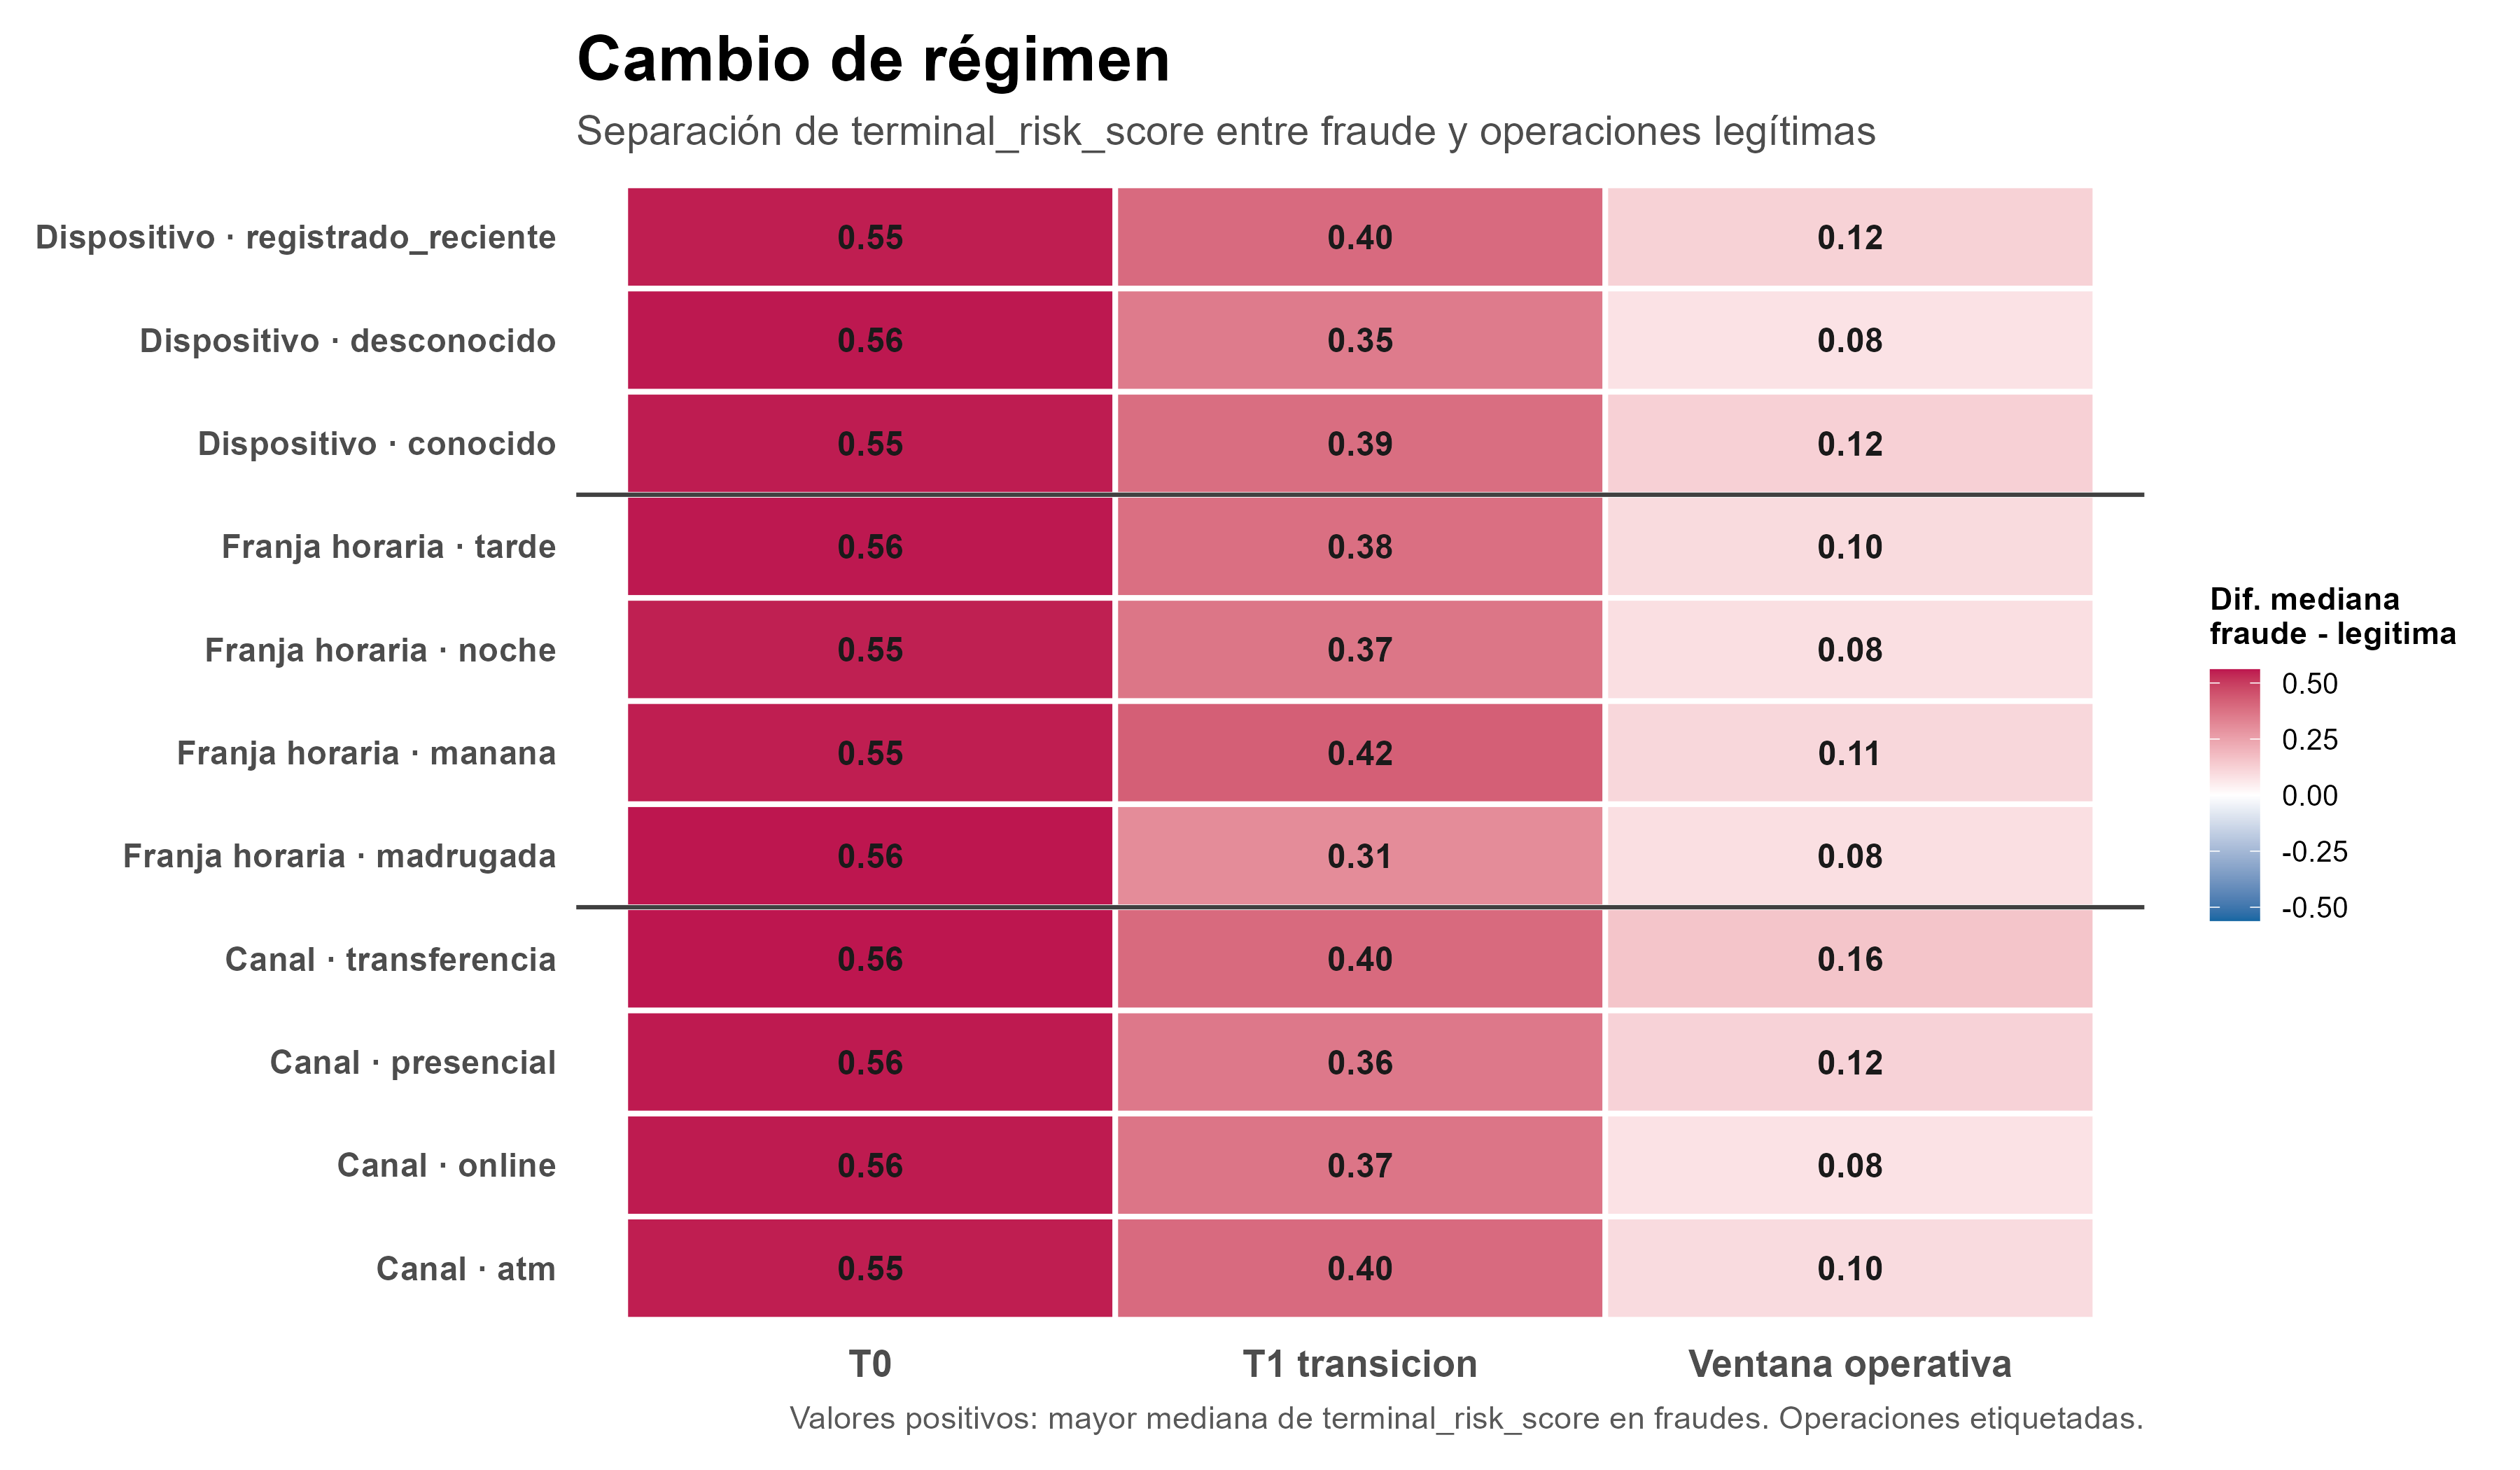 Cambio de régimen
Separación de terminal_risk_score entre fraude y operaciones legítimas
Dispositivo · registrado_reciente 0.55 0.40 0.12
Dispositivo · desconocido 0.56 0.35 0.08
Dispositivo · conocido 0.55 0.39 0.12
Franja horaria · tarde 0.56 0.38 0.10
Franja horaria · noche 0.55 0.37 0.08
Franja horaria · manana 0.55 0.42 0.11
Franja horaria · madrugada 0.56 0.31 0.08
Canal · transferencia 0.56 0.40 0.16
Canal · presencial 0.56 0.36 0.12
Canal · online 0.56 0.37 0.08
Canal · atm 0.55 0.40 0.10
T0 T1 transicion Ventana operativa
Valores positivos: mayor mediana de terminal_risk_score en fraudes. Operaciones etiquetadas.
Dif. mediana
fraude - legitima
0.50
0.25
0.00
-0.25
-0.50